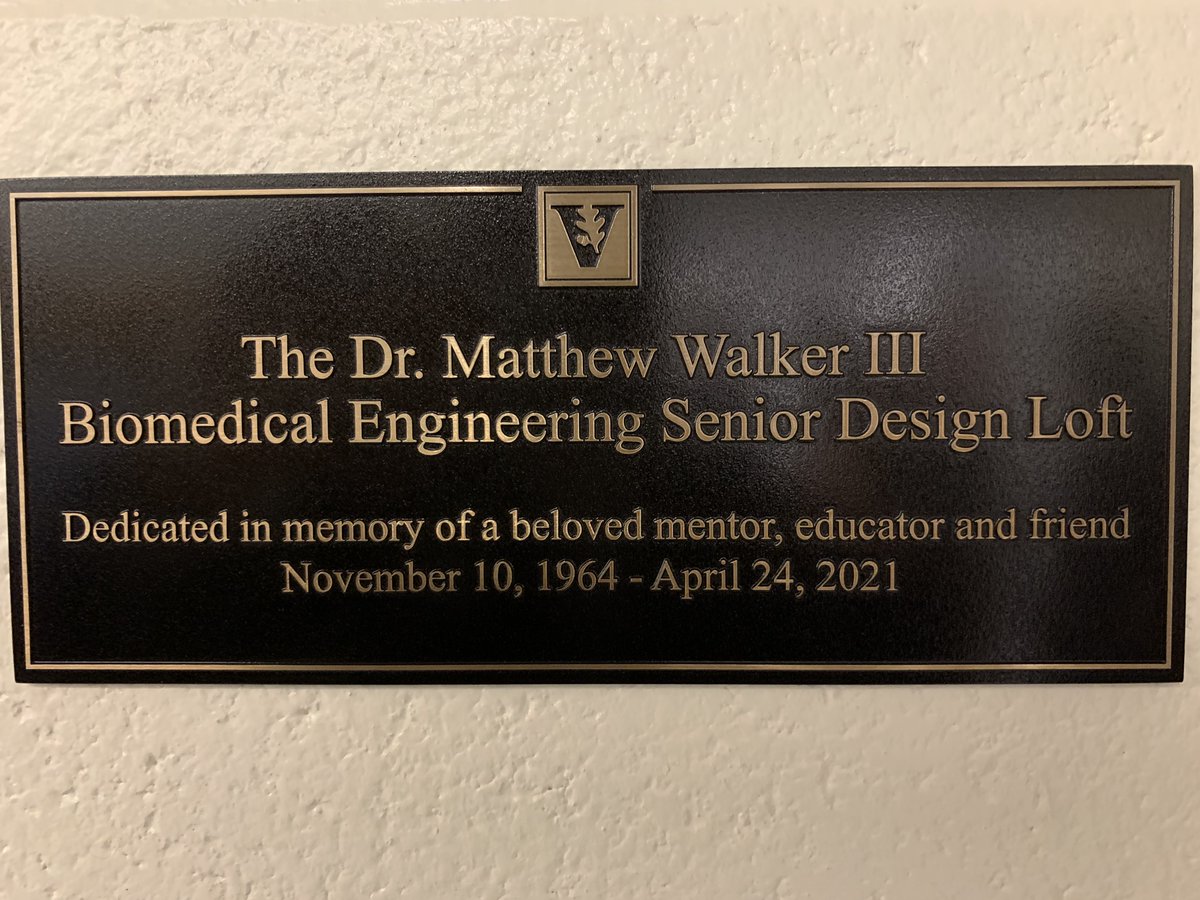 V
The Dr. Matthew Walker III
Biomedical Engineering Senior Design Loft
Dedicated in memory of a beloved mentor, educator and friend
November 10, 1964 - April 24, 2021